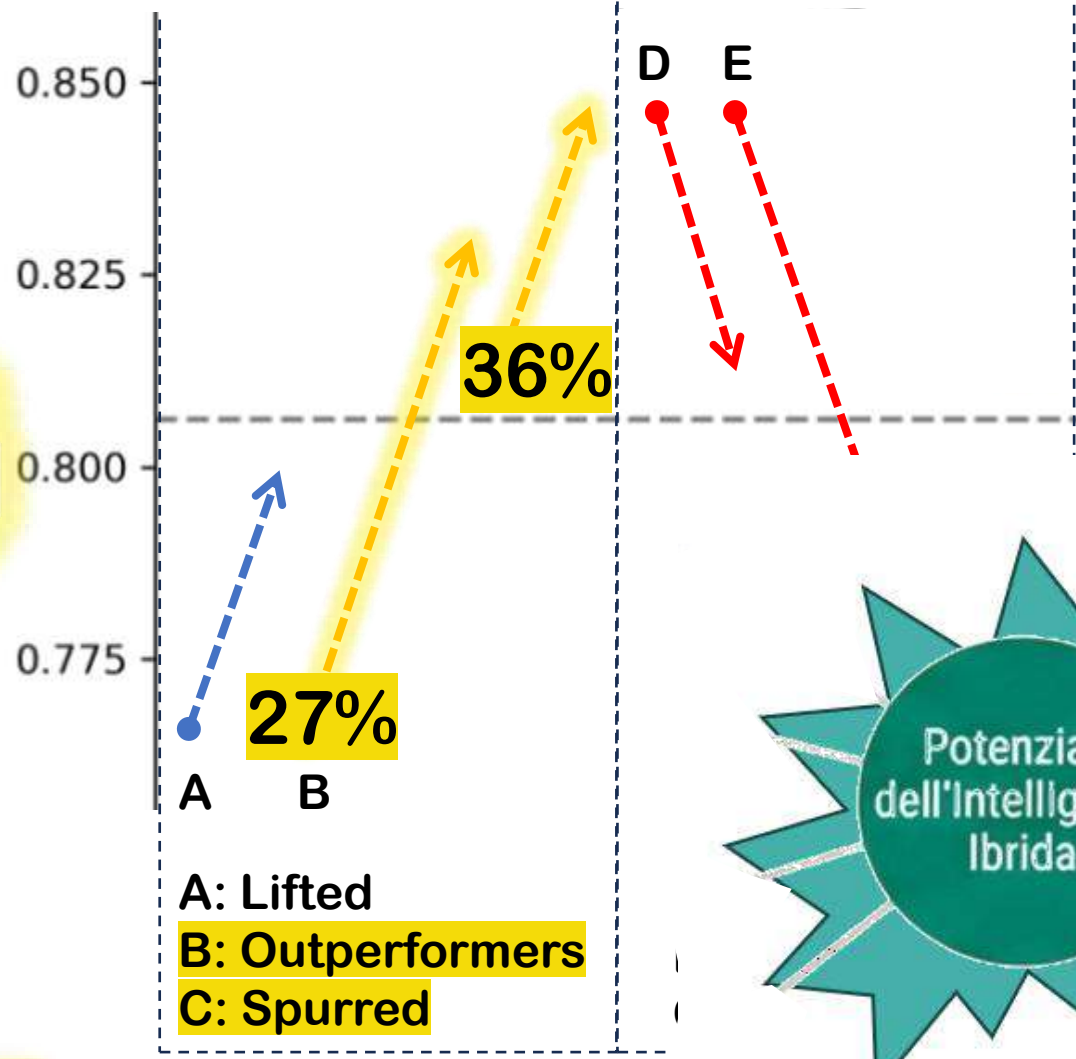 0.850
0.825
0.800
0.775
D E
36%
27%
A B
A: Lifted
B: Outperformers
C: Spurred
Ibrida